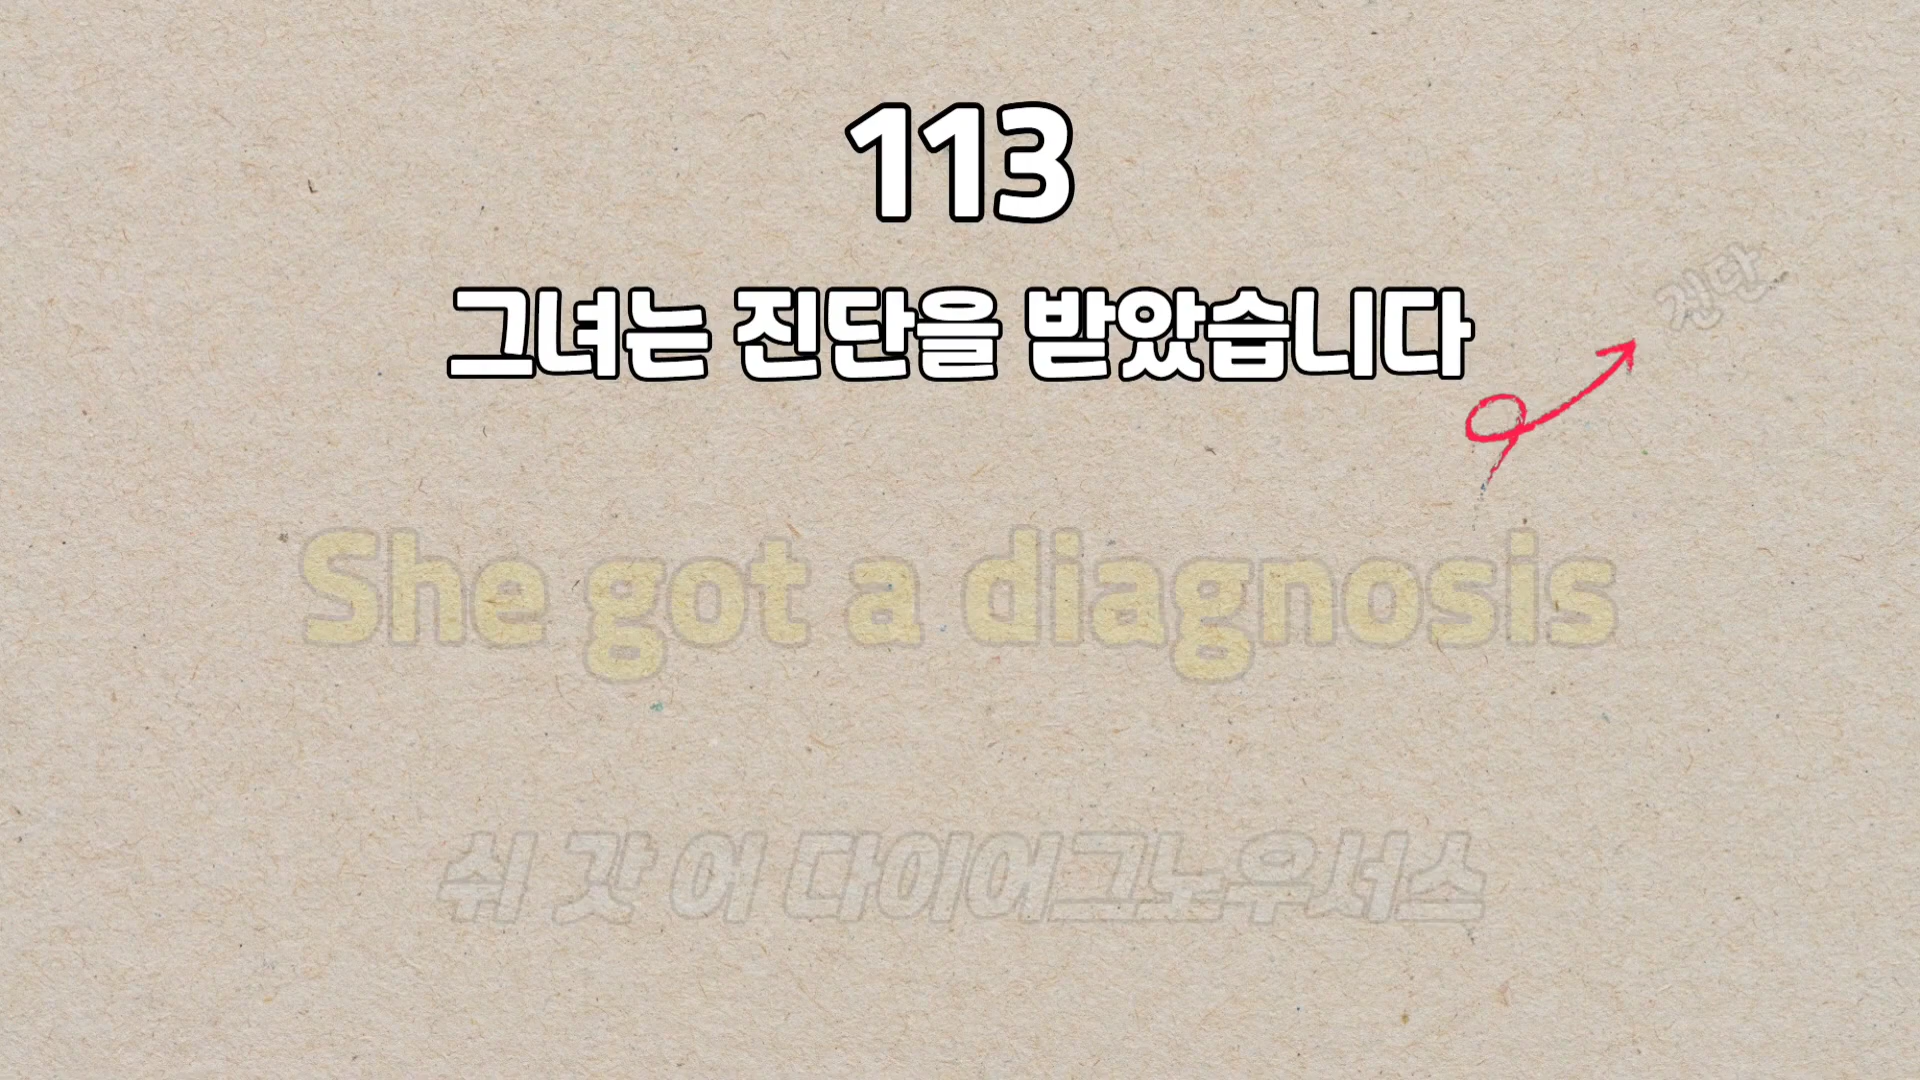 113
그녀는 진단을 받았습니다
진단
She got a diagnosis
쉬 갓 어 다이어그노우서스